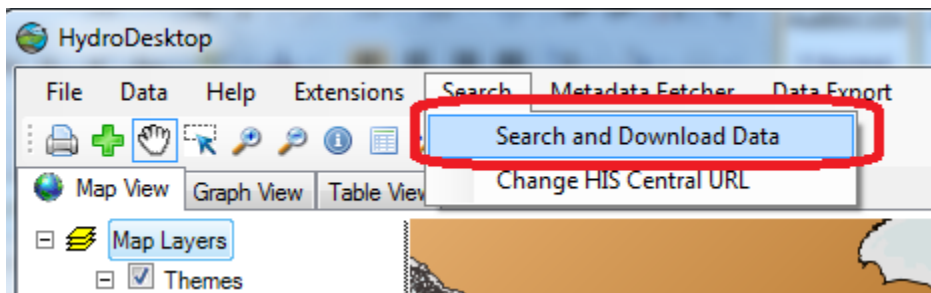 HydroDesktop
File Data Help Extensions Search Metadata Fetcher Data Export
Search and Download Data
Change HIS Central URL
Map View Graph View Table View
Map Layers
Themes